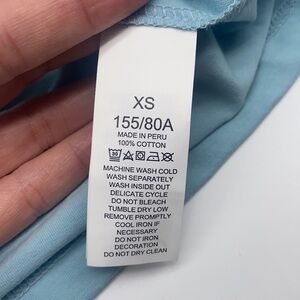 XS
155/80A
MADE IN PERU
100% COTTON
30
MACHINE WASH COLD
WASH SEPARATELY
WASH INSIDE OUT
DELICATE CYCLE
DO NOT BLEACH
TUMBLE DRY LOW
REMOVE PROMPTLY
COOL IRON IF
NECESSARY
DO NOT IRON
DECORATION
DO NOT DRY CLEAN